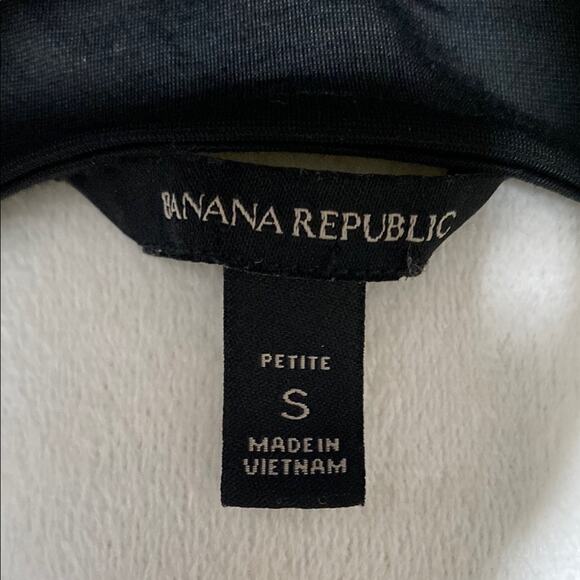 BANANA REPUBLIC
PETITE
S
MADE IN
VIETNAM